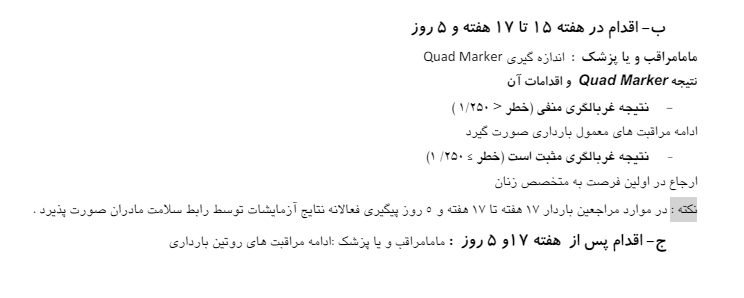 ب- اقدام در هفته ۱۵ تا ۱۷ هفته و ۵ روز
مامامراقب و یا پزشک : اندازه گیری Quad Marker
نتیجه Quad Marker و اقدامات آن
- نتیجه غربالگری منفی (خطر < ۱/۲۵۰ )
ادامه مراقبت های معمول بارداری صورت گیرد
- نتیجه غربالگری مثبت است (خطر ≥ ۲۵۰/ ۱)
ارجاع در اولین فرصت به متخصص زنان
نکته : در موارد مراجعین باردار ۱۷ هفته تا ۱۷ هفته و ۵ روز پیگیری فعالانه نتایج آزمایشات توسط رابط سلامت مادران صورت پذیرد .
ج- اقدام پس از هفته ۱۷و ۵ روز : مامامراقب و یا پزشک :ادامه مراقبت های روتین بارداری